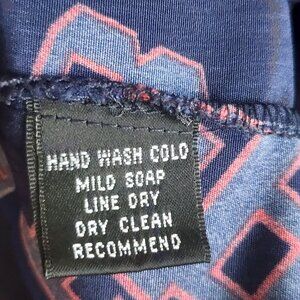 HAND WASH COLD
MILD SOAP
LINE DRY
DRY CLEAN
RECOMMEND